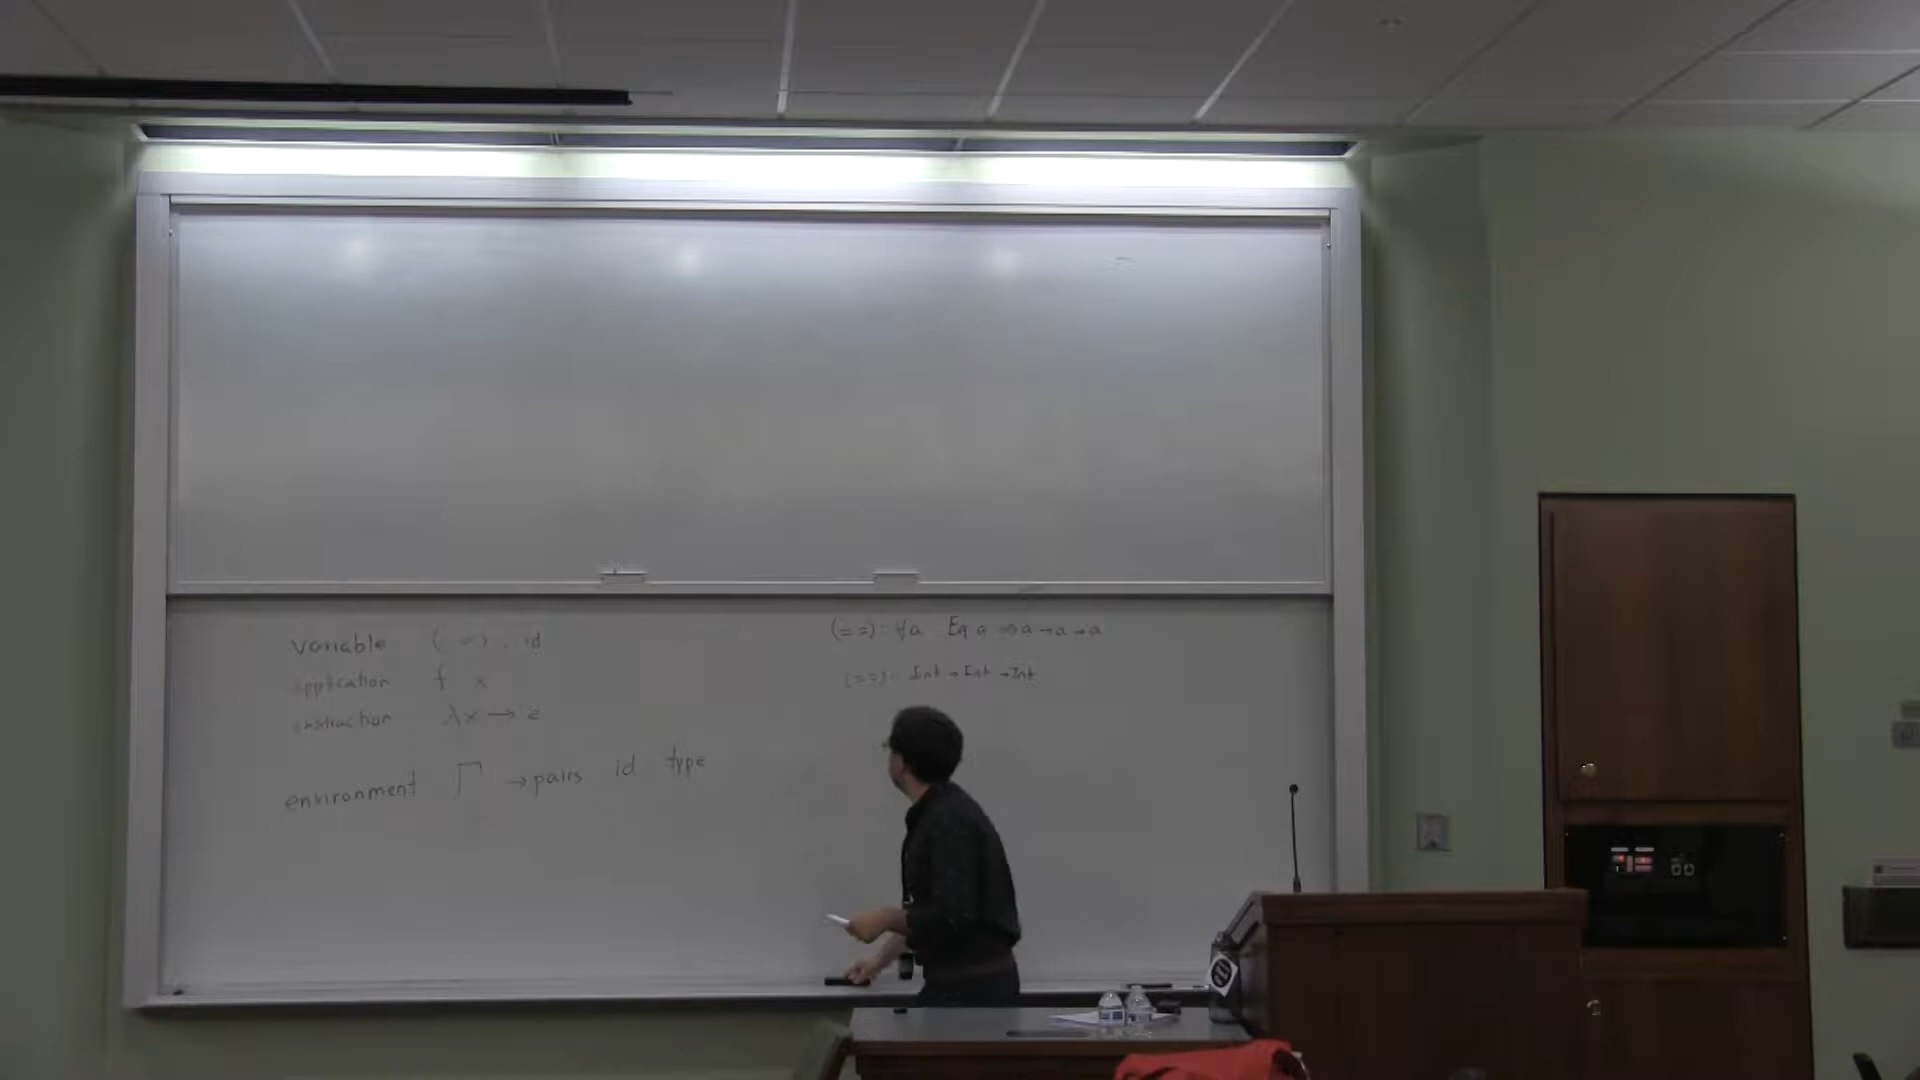 variable (==), id
application f x
abstraction λx → e
environment Γ → pairs id type
(==) : ∀a Eq a ⇒ a → a → a
(==) : Int → Int → Int